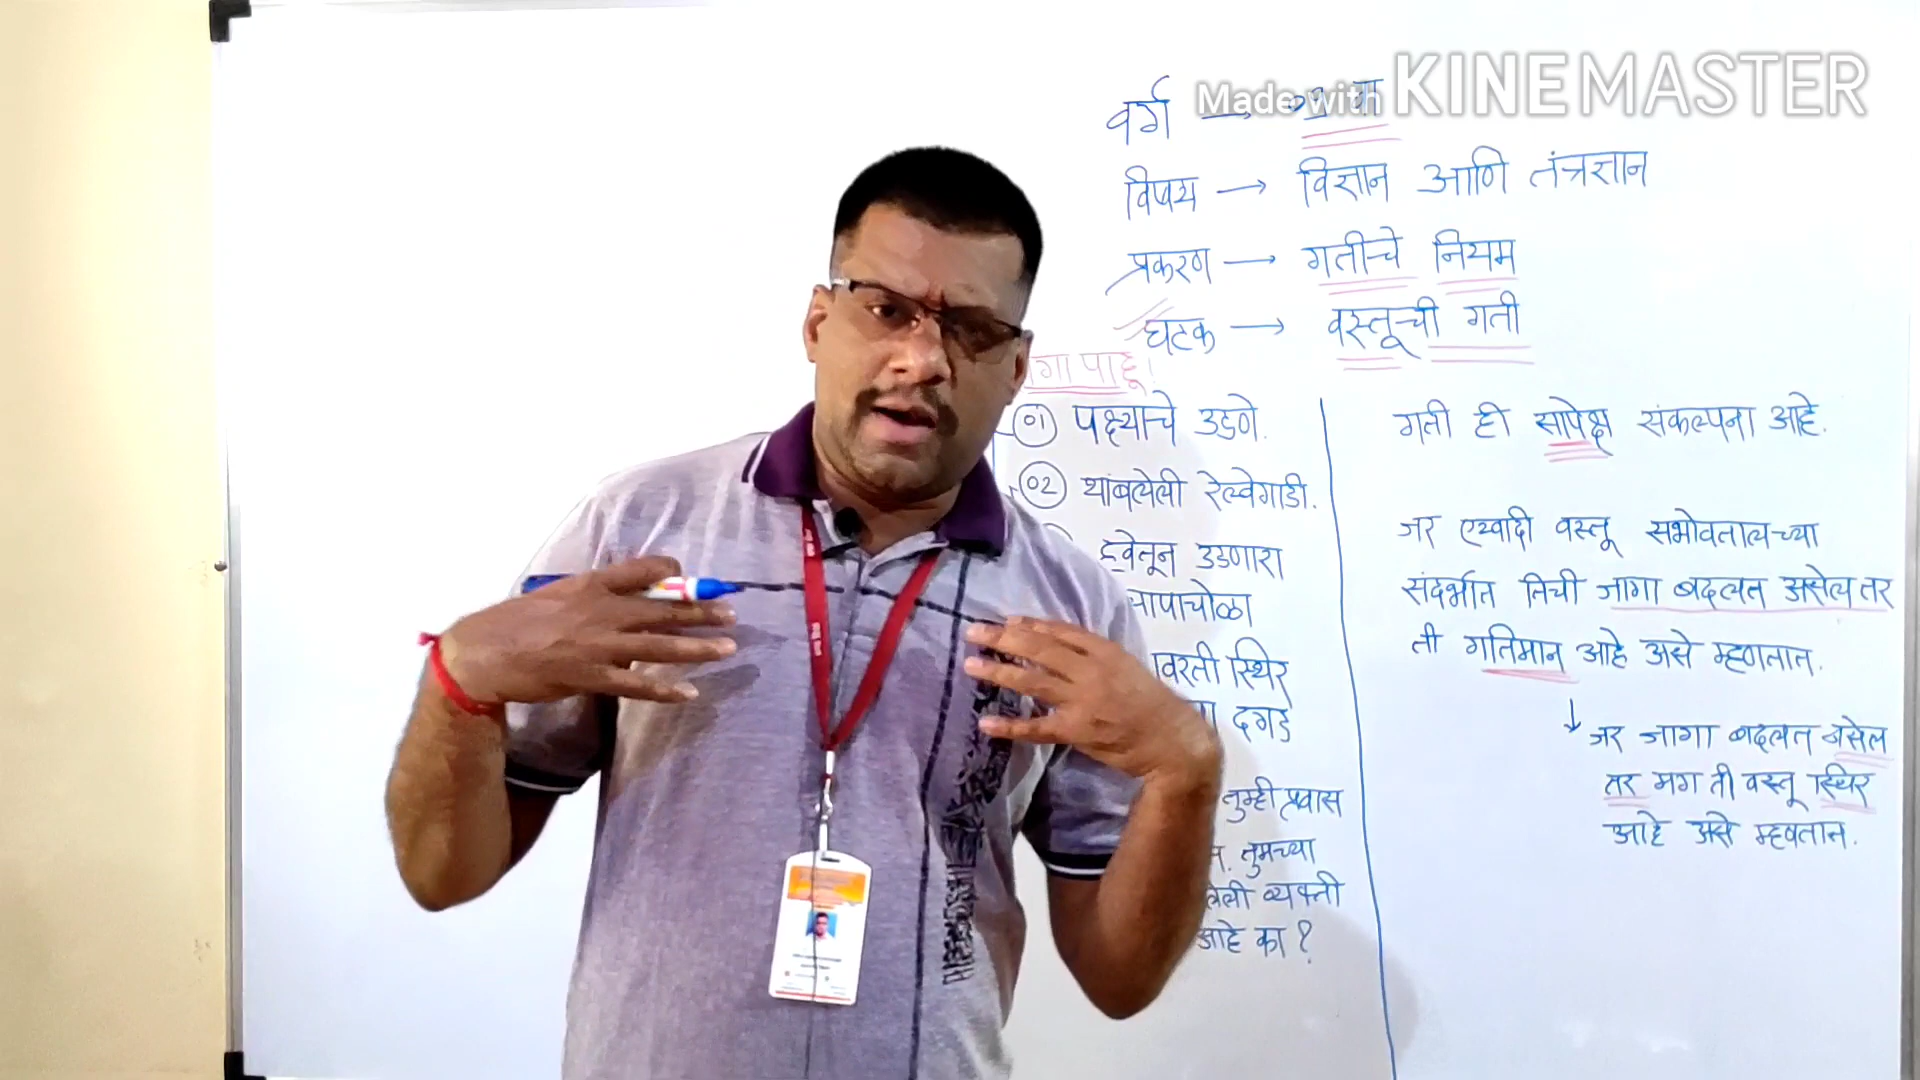 Made with KINEMASTER
वर्ग →
विषय → विज्ञान आणि तंत्रज्ञान
प्रकरण → गतीचे नियम
घटक → वस्तूची गती
पाहू!
01 पक्ष्याचे उडणे.
02 थांबलेली रेल्वेगाडी.
हवेतून उडणारा
पापाचोळा
वरती स्थिर
दगड
तुम्ही प्रवास
तुमच्या
व्यक्ती
आहे का ?
गती ही सापेक्ष संकल्पना आहे.
जर एखादी वस्तू सभोवतालच्या
संदर्भात तिची जागा बदलत असेल तर
ती गतिमान आहे असे म्हणतात.
↓ जर जागा बदलत नसेल
तर मग ती वस्तू स्थिर
आहे असे म्हणतात.